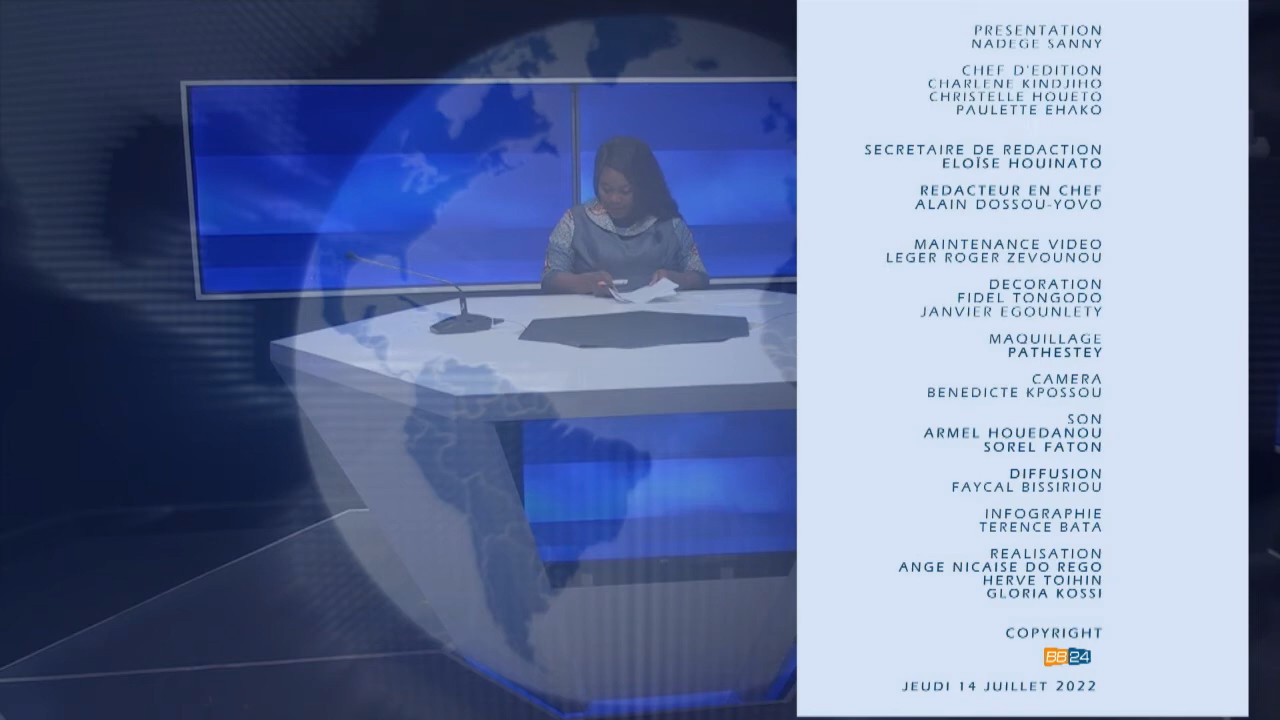 PRESENTATION
NADEGE SANNY
CHEF D'EDITION
CHARLENE KINDJIHO
CHRISTELLE HOUETO
PAULETTE EHAKO
SECRETAIRE DE REDACTION
ELOÏSE HOUINATO
REDACTEUR EN CHEF
ALAIN DOSSOU-YOVO
MAINTENANCE VIDEO
LEGER ROGER ZEVOUNOU
DECORATION
FIDEL TONGODO
JANVIER EGOUNLETY
MAQUILLAGE
PATHESTEY
CAMERA
BENEDICTE KPOSSOU
SON
ARMEL HOUEDANOU
SOREL FATON
DIFFUSION
FAYCAL BISSIRIOU
INFOGRAPHIE
TERENCE BATA
REALISATION
ANGE NICAISE DO REGO
HERVE TOIHIN
GLORIA KOSSI
COPYRIGHT
BB24
JEUDI 14 JUILLET 2022